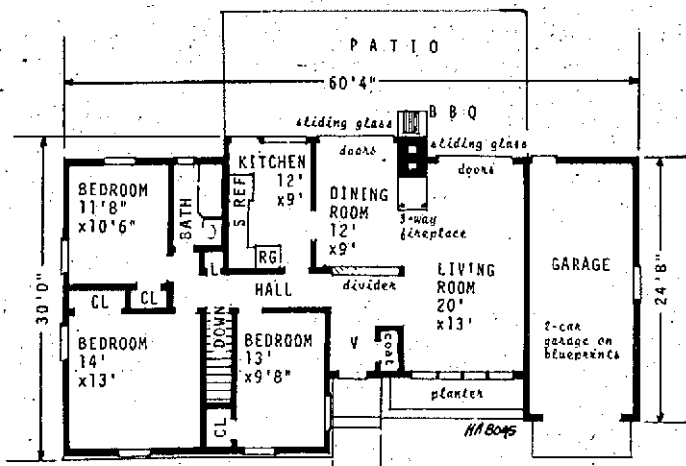 PATIO
60'4"
BBQ
sliding glass
doors
sliding glass
doors
KITCHEN
12'
x9'
S REF
RG
BEDROOM
11'8"
x10'6"
BATH
L
DINING
ROOM
12'
x9'
3-way
fireplace
LIVING
ROOM
20'
x13'
GARAGE
2-car
garage on
blueprints
24'8"
30'0"
HALL
divider
CL
CL
BEDROOM
14'
x13'
DOWN
BEDROOM
13'
x9'8"
CL
V
coat
planter
HA8095